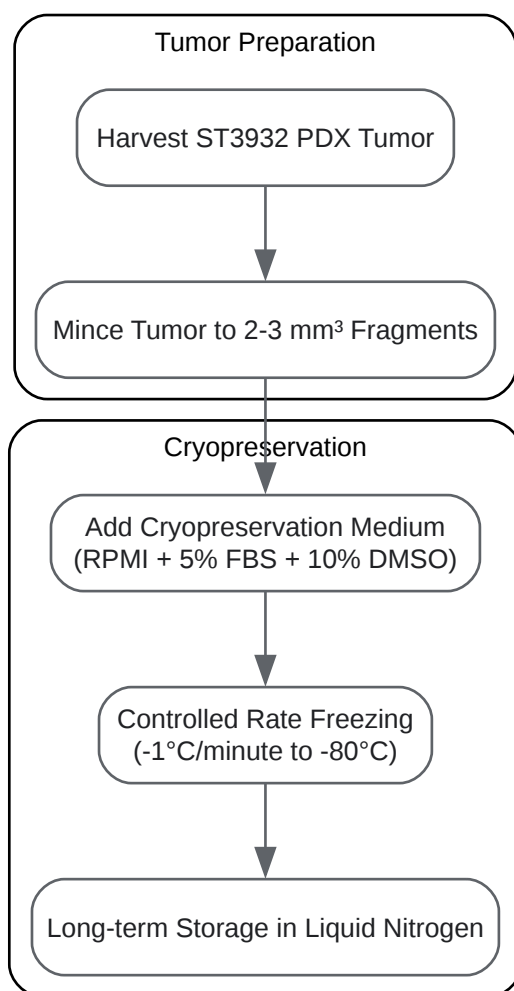 Tumor Preparation
Harvest ST3932 PDX Tumor
Mince Tumor to 2-3 mm³ Fragments
Cryopreservation
Add Cryopreservation Medium
(RPMI + 5% FBS + 10% DMSO)
Controlled Rate Freezing
(-1°C/minute to -80°C)
Long-term Storage in Liquid Nitrogen